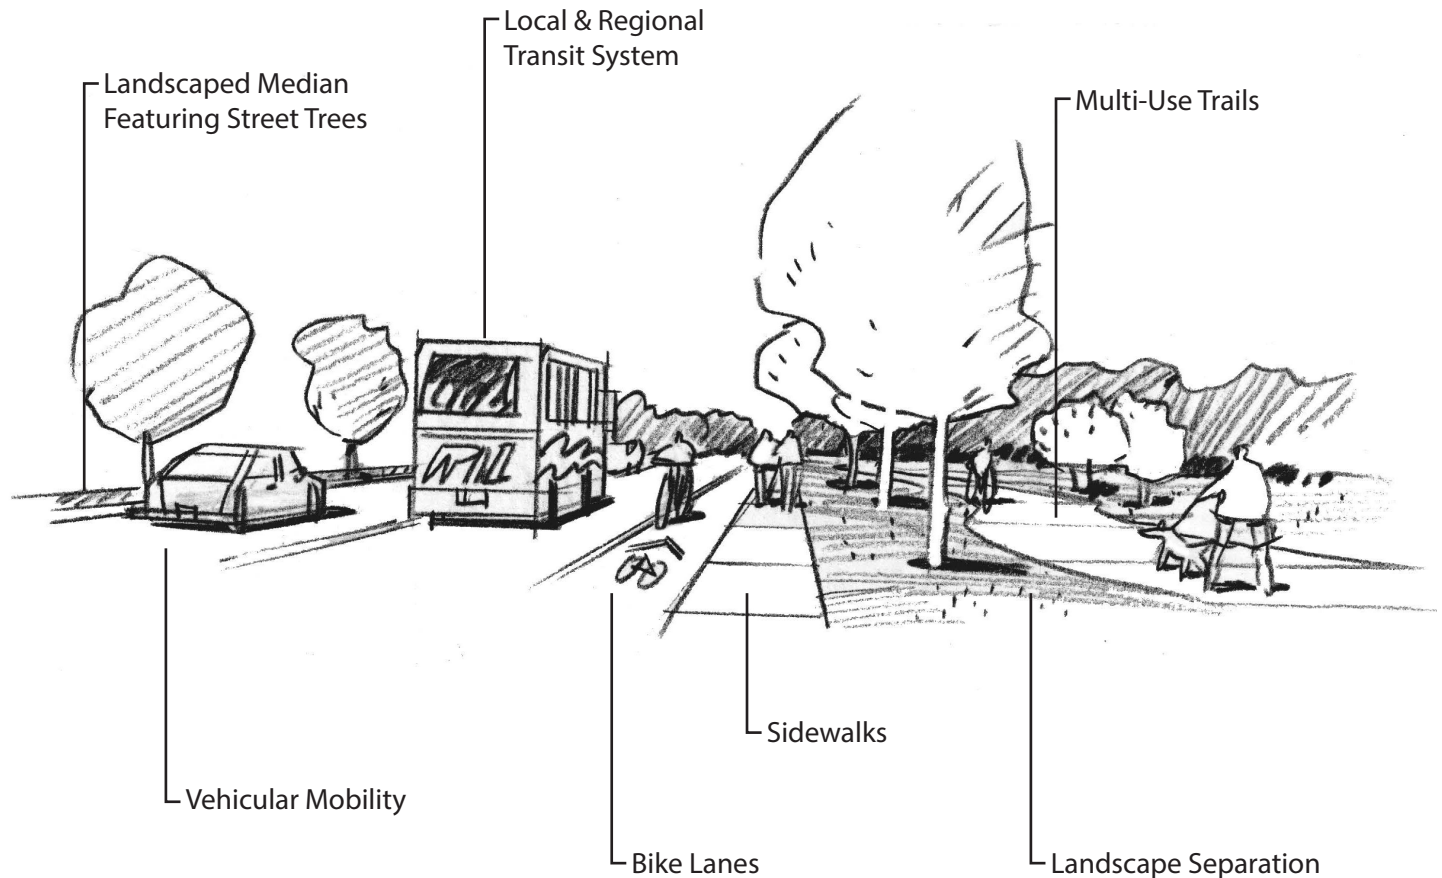 Local & Regional
Transit System
Landscaped Median
Featuring Street Trees
Multi-Use Trails
Sidewalks
Vehicular Mobility
Bike Lanes
Landscape Separation